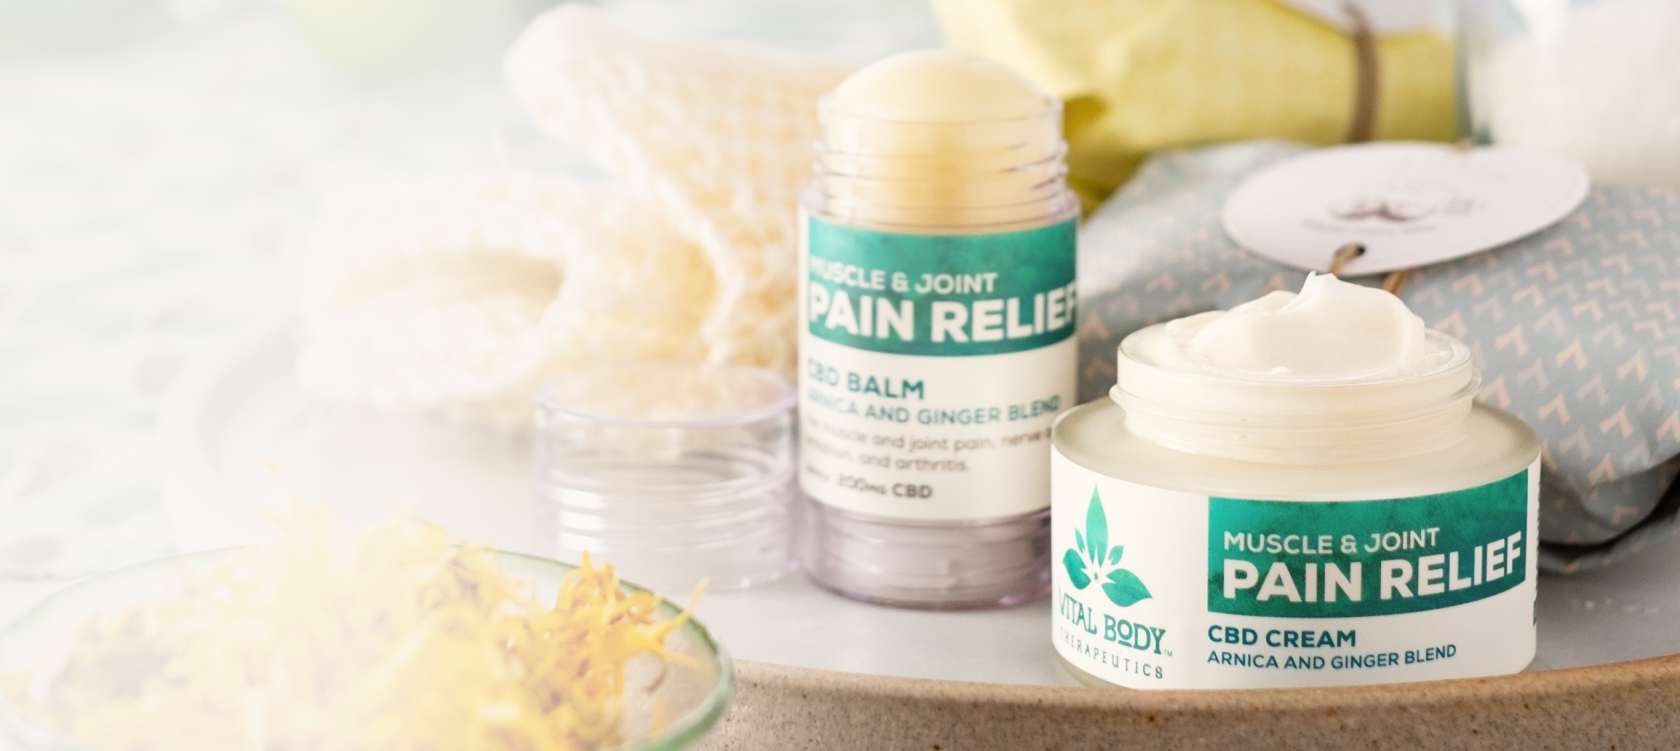 MUSCLE & JOINT
PAIN RELIEF
CBD BALM
ARNICA AND GINGER BLEND
muscle and joint pain, nerve
and arthritis.
200mg CBD
VITAL BODY™
THERAPEUTICS
MUSCLE & JOINT
PAIN RELIEF
CBD CREAM
ARNICA AND GINGER BLEND